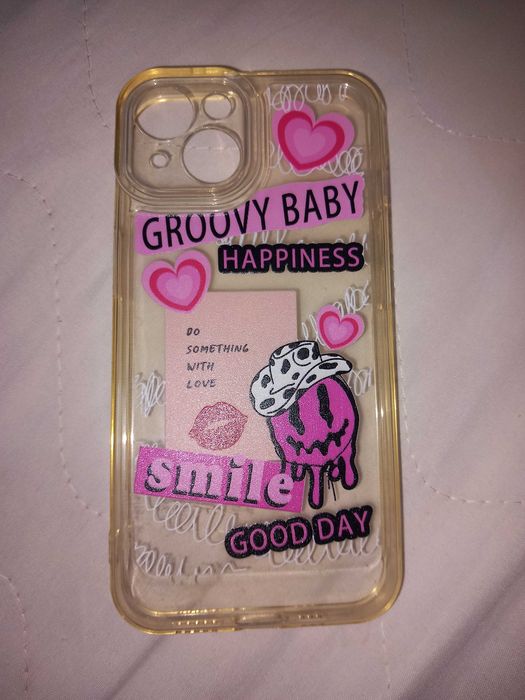 GROOVY BABY
HAPPINESS
DO
SOMETHING
WITH
LOVE
smile
GOOD DAY